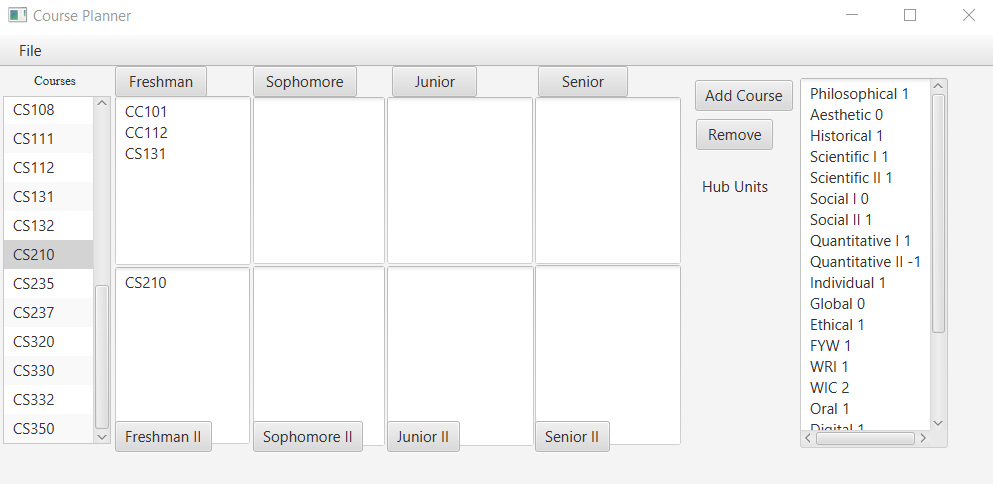 Course Planner
File
Courses
CS108
CS111
CS112
CS131
CS132
CS210
CS235
CS237
CS320
CS330
CS332
CS350
Freshman
Sophomore
Junior
Senior
CC101
CC112
CS131
CS210
Freshman II
Sophomore II
Junior II
Senior II
Add Course
Remove
Hub Units
Philosophical 1
Aesthetic 0
Historical 1
Scientific I 1
Scientific II 1
Social I 0
Social II 1
Quantitative I 1
Quantitative II -1
Individual 1
Global 0
Ethical 1
FYW 1
WRI 1
WIC 2
Oral 1
Digital 1